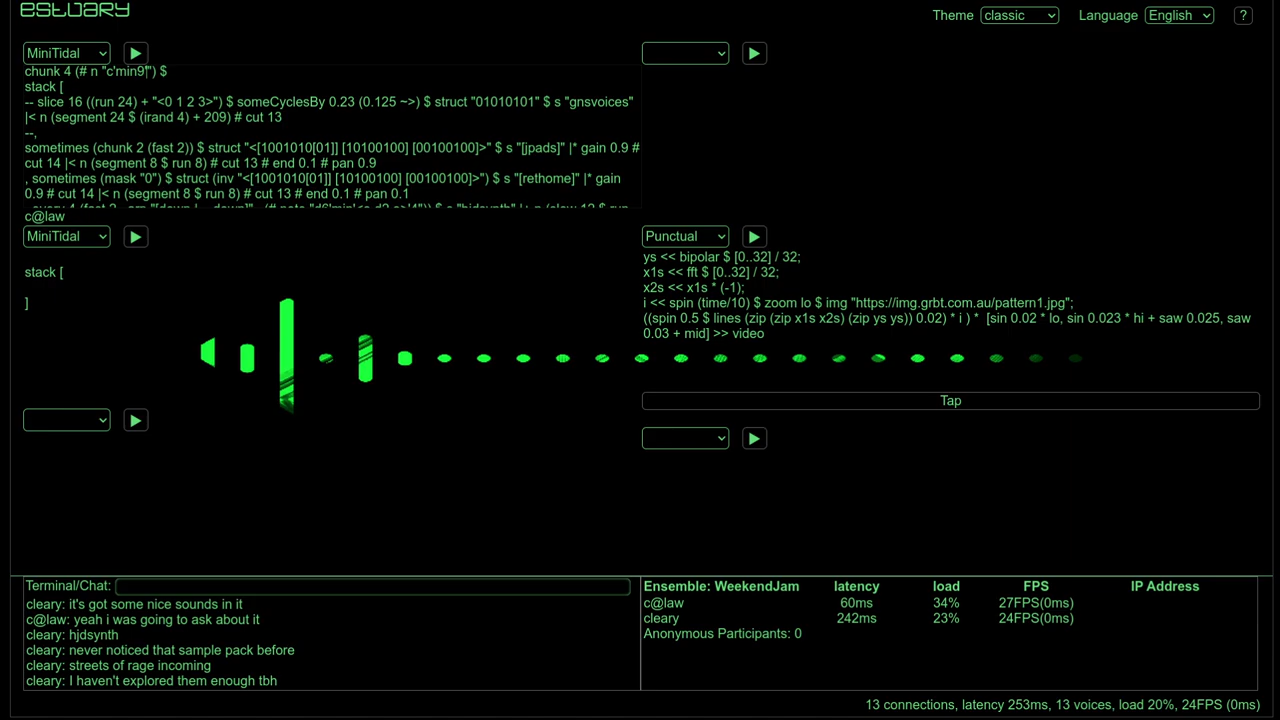 estuary
Theme classic Language English ?
MiniTidal
chunk 4 (# n "c'min9|") $
stack [
-- slice 16 ((run 24) + "<0 1 2 3>") $ someCyclesBy 0.23 (0.125 ~>) $ struct "01010101" $ s "gnsvoices"
|< n (segment 24 $ (irand 4) + 209) # cut 13
--,
sometimes (chunk 2 (fast 2)) $ struct "<[1001010[01]] [10100100] [00100100]>" $ s "[jpads]" |* gain 0.9 #
cut 14 |< n (segment 8 $ run 8) # cut 13 # end 0.1 # pan 0.9
, sometimes (mask "0") $ struct (inv "<[1001010[01]] [10100100] [00100100]>") $ s "[rethome]" |* gain
0.9 # cut 14 |< n (segment 8 $ run 8) # cut 13 # end 0.1 # pan 0.1
c@law
MiniTidal
stack [
]
Punctual
ys << bipolar $ [0..32] / 32;
x1s << fft $ [0..32] / 32;
x2s << x1s * (-1);
i << spin (time/10) $ zoom lo $ img "https://img.grbt.com.au/pattern1.jpg";
((spin 0.5 $ lines (zip (zip x1s x2s) (zip ys ys)) 0.02) * i ) * [sin 0.02 * lo, sin 0.023 * hi + saw 0.025, saw
0.03 + mid] >> video
Tap
Terminal/Chat:
cleary: it's got some nice sounds in it
c@law: yeah i was going to ask about it
cleary: hjdsynth
cleary: never noticed that sample pack before
cleary: streets of rage incoming
cleary: I haven't explored them enough tbh
Ensemble: WeekendJam latency load FPS IP Address
c@law 60ms 34% 27FPS(0ms)
cleary 242ms 23% 24FPS(0ms)
Anonymous Participants: 0
13 connections, latency 253ms, 13 voices, load 20%, 24FPS (0ms)